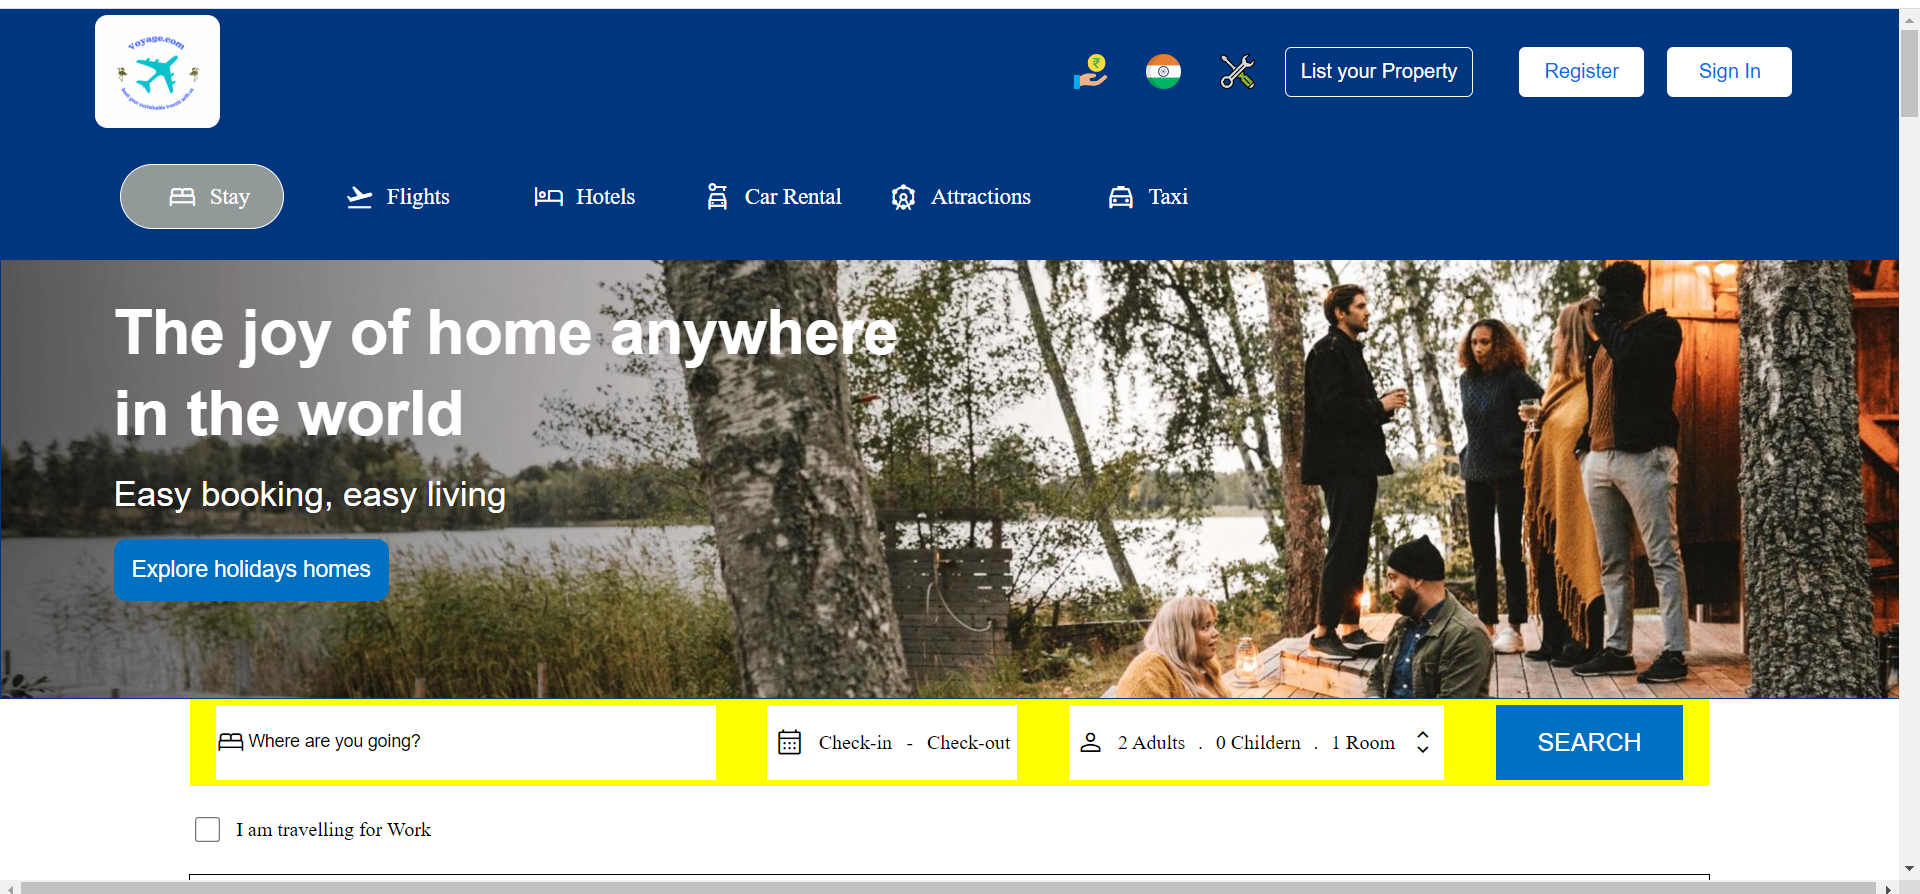 Voyage.com
List your Property
Register
Sign In
Stay
Flights
Hotels
Car Rental
Attractions
Taxi
The joy of home anywhere
in the world
Easy booking, easy living
Explore holidays homes
Where are you going?
Check-in - Check-out
2 Adults . 0 Childern . 1 Room
SEARCH
I am travelling for Work